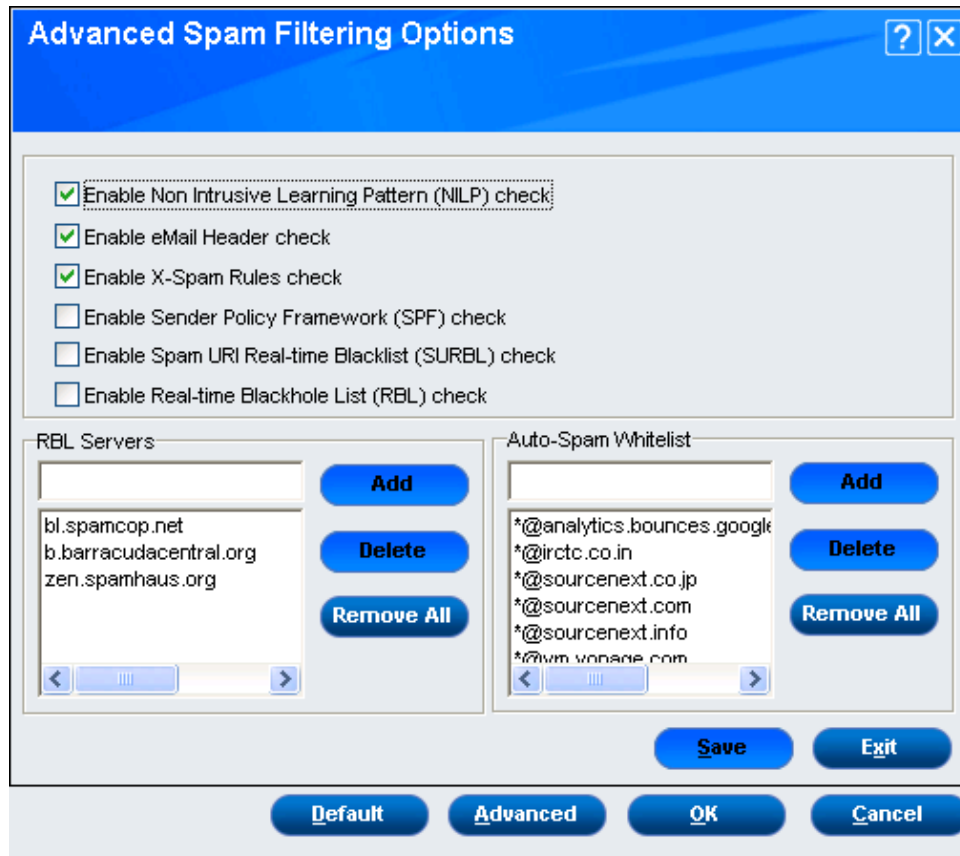 Advanced Spam Filtering Options
Enable Non Intrusive Learning Pattern (NILP) check
Enable eMail Header check
Enable X-Spam Rules check
Enable Sender Policy Framework (SPF) check
Enable Spam URI Real-time Blacklist (SURBL) check
Enable Real-time Blackhole List (RBL) check
RBL Servers
Add
bl.spamcop.net
b.barracudacentral.org
zen.spamhaus.org
Delete
Remove All
Auto-Spam Whitelist
Add
*@analytics.bounces.google
*@irctc.co.in
*@sourcenext.co.jp
*@sourcenext.com
*@sourcenext.info
*@vm.vonage.com
Delete
Remove All
Save
Exit
Default
Advanced
OK
Cancel